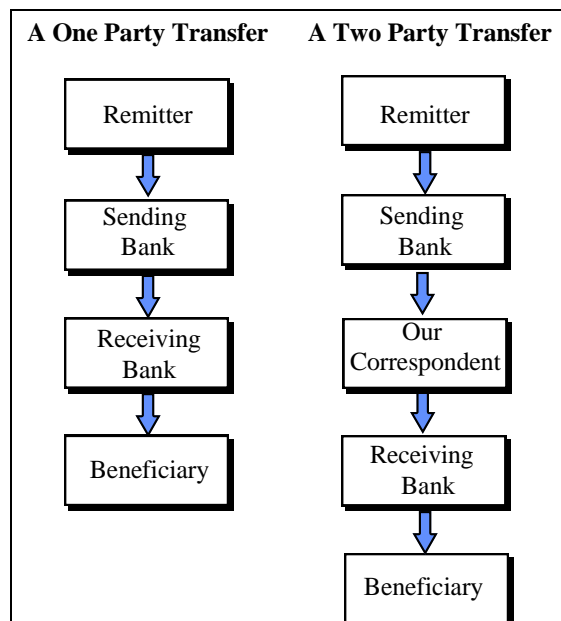 A One Party Transfer
Remitter
Sending
Bank
Receiving
Bank
Beneficiary
A Two Party Transfer
Remitter
Sending
Bank
Our
Correspondent
Receiving
Bank
Beneficiary